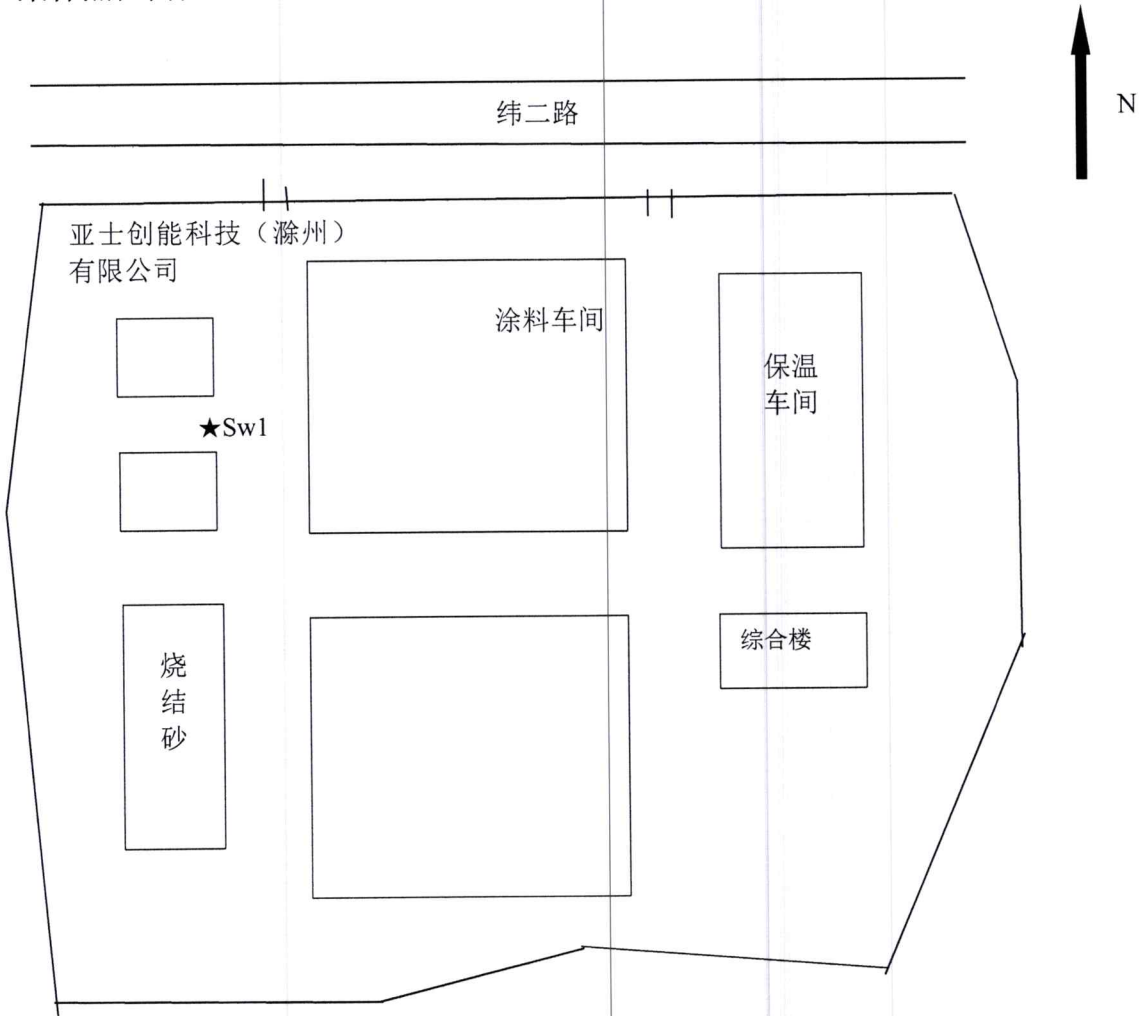 纬二路
N
亚士创能科技（滁州）
有限公司
涂料车间
保温
车间
★Sw1
综合楼
烧
结
砂